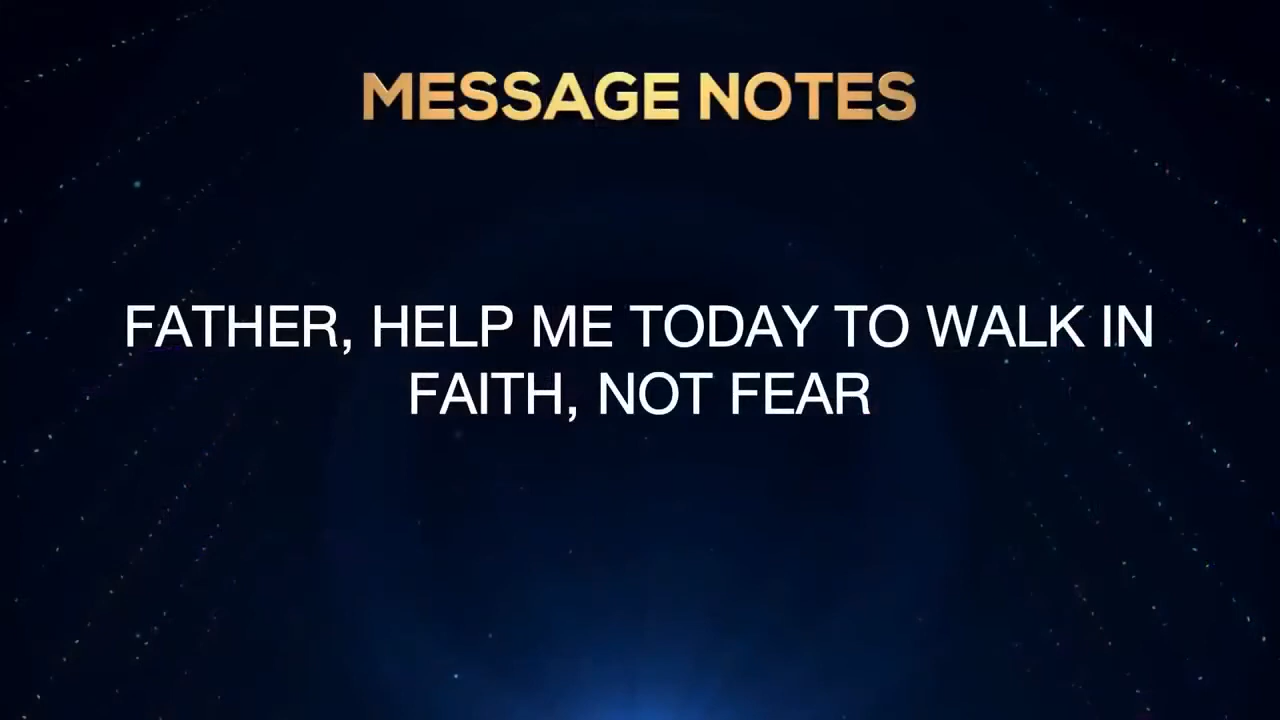 MESSAGE NOTES
FATHER, HELP ME TODAY TO WALK IN
FAITH, NOT FEAR